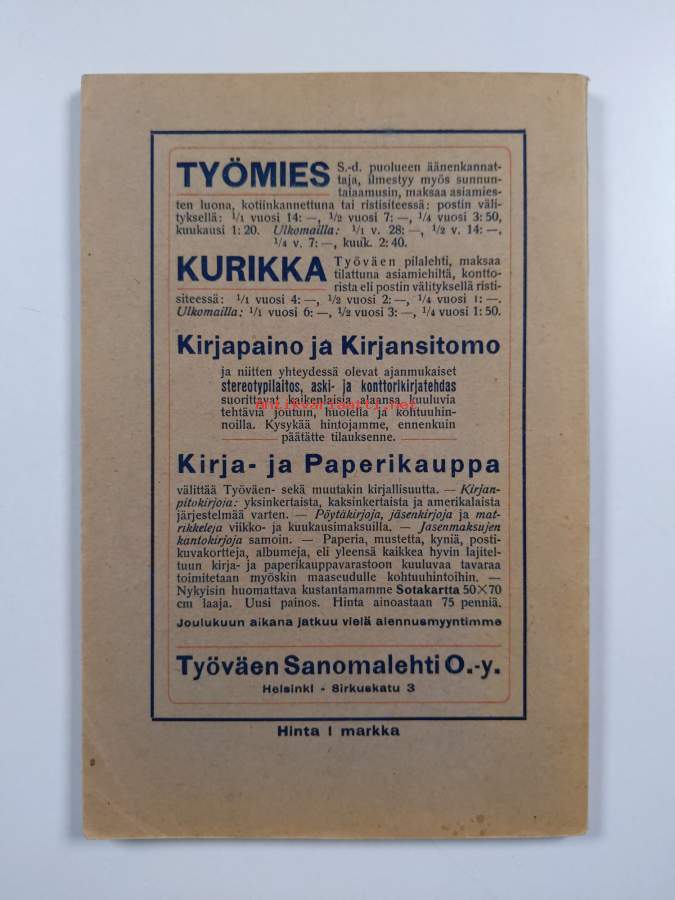 TYÖMIES S.-d. puolueen äänenkannat-
taja, ilmestyy myös sunnun-
taiaamusin, maksaa asiamies-
ten luona, kotiinkannettuna tai ristisiteessä: postin väli-
tyksellä: 1/1 vuosi 14: —, 1/2 vuosi 7: —, 1/4 vuosi 3: 50,
kuukausi 1: 20. Ulkomailla: 1/1 v. 28: —, 1/2 v. 14: —,
1/4 v. 7: —, kuuk. 2: 40.
KURIKKA Työväen pilalehti, maksaa
tilattuna asiamiehiltä, kontto-
rista eli postin välityksellä risti-
siteessä: 1/1 vuosi 4: —, 1/2 vuosi 2: —, 1/4 vuosi 1: —.
Ulkomailla: 1/1 vuosi 6: —, 1/2 vuosi 3: —, 1/4 vuosi 1: 50.
Kirjapaino ja Kirjansitomo
ja niitten yhteydessä olevat ajanmukaiset
stereotypilaitos, aski- ja konttorikirjatehdas
suorittavat kaikenlaisia alaansa kuuluvia
antikvariaatti.net
tehtäviä joutuin, huolella ja kohtuuhin-
noilla. Kysykää hintojamme, ennenkuin
päätätte tilauksenne.
Kirja- ja Paperikauppa
välittää Työväen- sekä muutakin kirjallisuutta. — Kirjan-
pitokirjoja: yksinkertaista, kaksinkertaista ja amerikalaista
järjestelmää varten. — Pöytäkirjoja, jäsenkirjoja ja mat-
rikkeleja viikko- ja kuukausimaksuilla. — Jasenmaksujen
kantokirjoja samoin. — Paperia, mustetta, kyniä, posti-
kuvakortteja, albumeja, eli yleensä kaikkea hyvin lajitel-
tuun kirja- ja paperikauppavarastoon kuuluvaa tavaraa
toimitetaan myöskin maaseudulle kohtuuhintoihin. —
Nykyisin huomattava kustantamamme Sotakartta 50×70
cm laaja. Uusi painos. Hinta ainoastaan 75 penniä.
Joulukuun aikana jatkuu vielä alennusmyyntimme
Työväen Sanomalehti O.-y.
Helsinki - Sirkuskatu 3
Hinta 1 markka